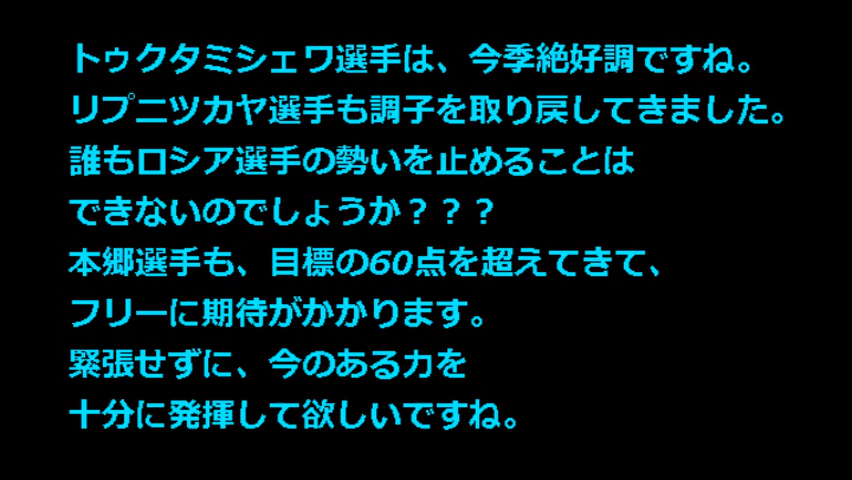 トゥクタミシェワ選手は、今季絶好調ですね。
リプニツカヤ選手も調子を取り戻してきました。
誰もロシア選手の勢いを止めることは
できないのでしょうか？？？
本郷選手も、目標の60点を超えてきて、
フリーに期待がかかります。
緊張せずに、今のある力を
十分に発揮して欲しいですね。